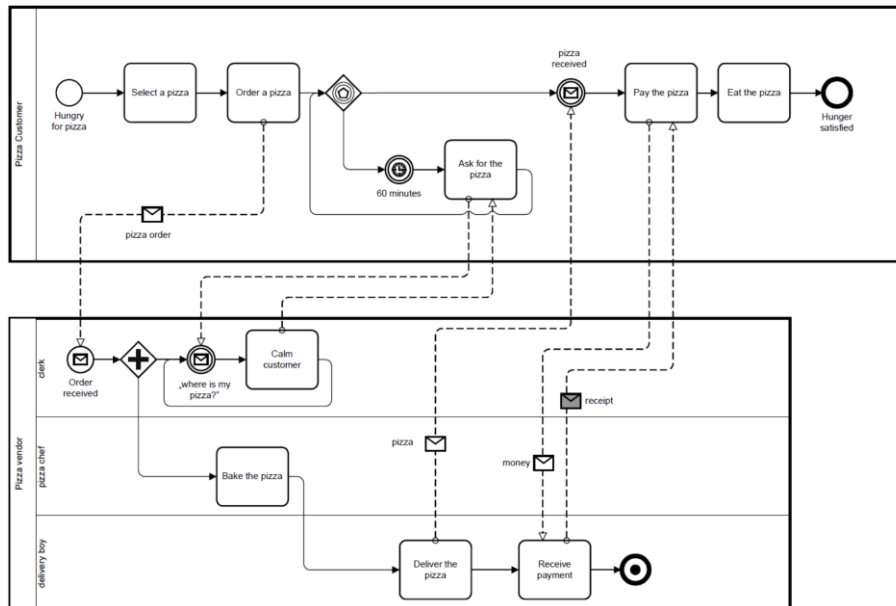 Pizza Customer
Hungry
for pizza
Select a pizza
Order a pizza
pizza
received
Pay the pizza
Eat the pizza
Hunger
satisfied
60 minutes
Ask for the
pizza
pizza order
Pizza vendor
clerk
Order
received
„where is my
pizza?“
Calm
customer
receipt
pizza chef
Bake the pizza
pizza
money
delivery boy
Deliver the
pizza
Receive
payment